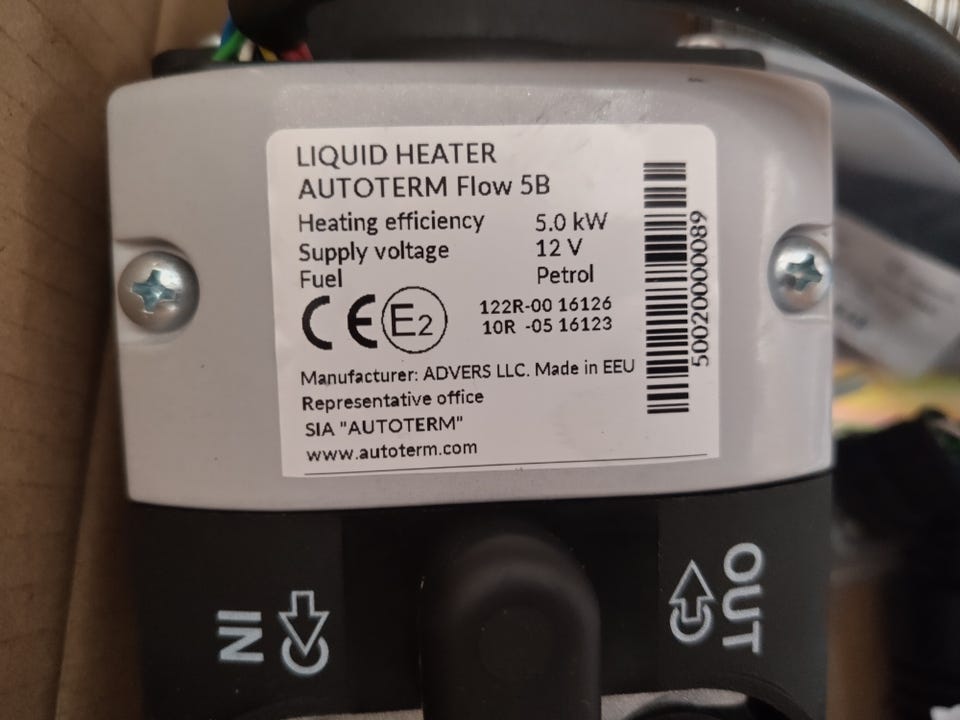 LIQUID HEATER
AUTOTERM Flow 5B
Heating efficiency 5.0 kW
Supply voltage 12 V
Fuel Petrol
CE E2 122R-00 16126
10R -05 16123
Manufacturer: ADVERS LLC. Made in EEU
Representative office
SIA "AUTOTERM"
www.autoterm.com
5002000000089
IN
OUT